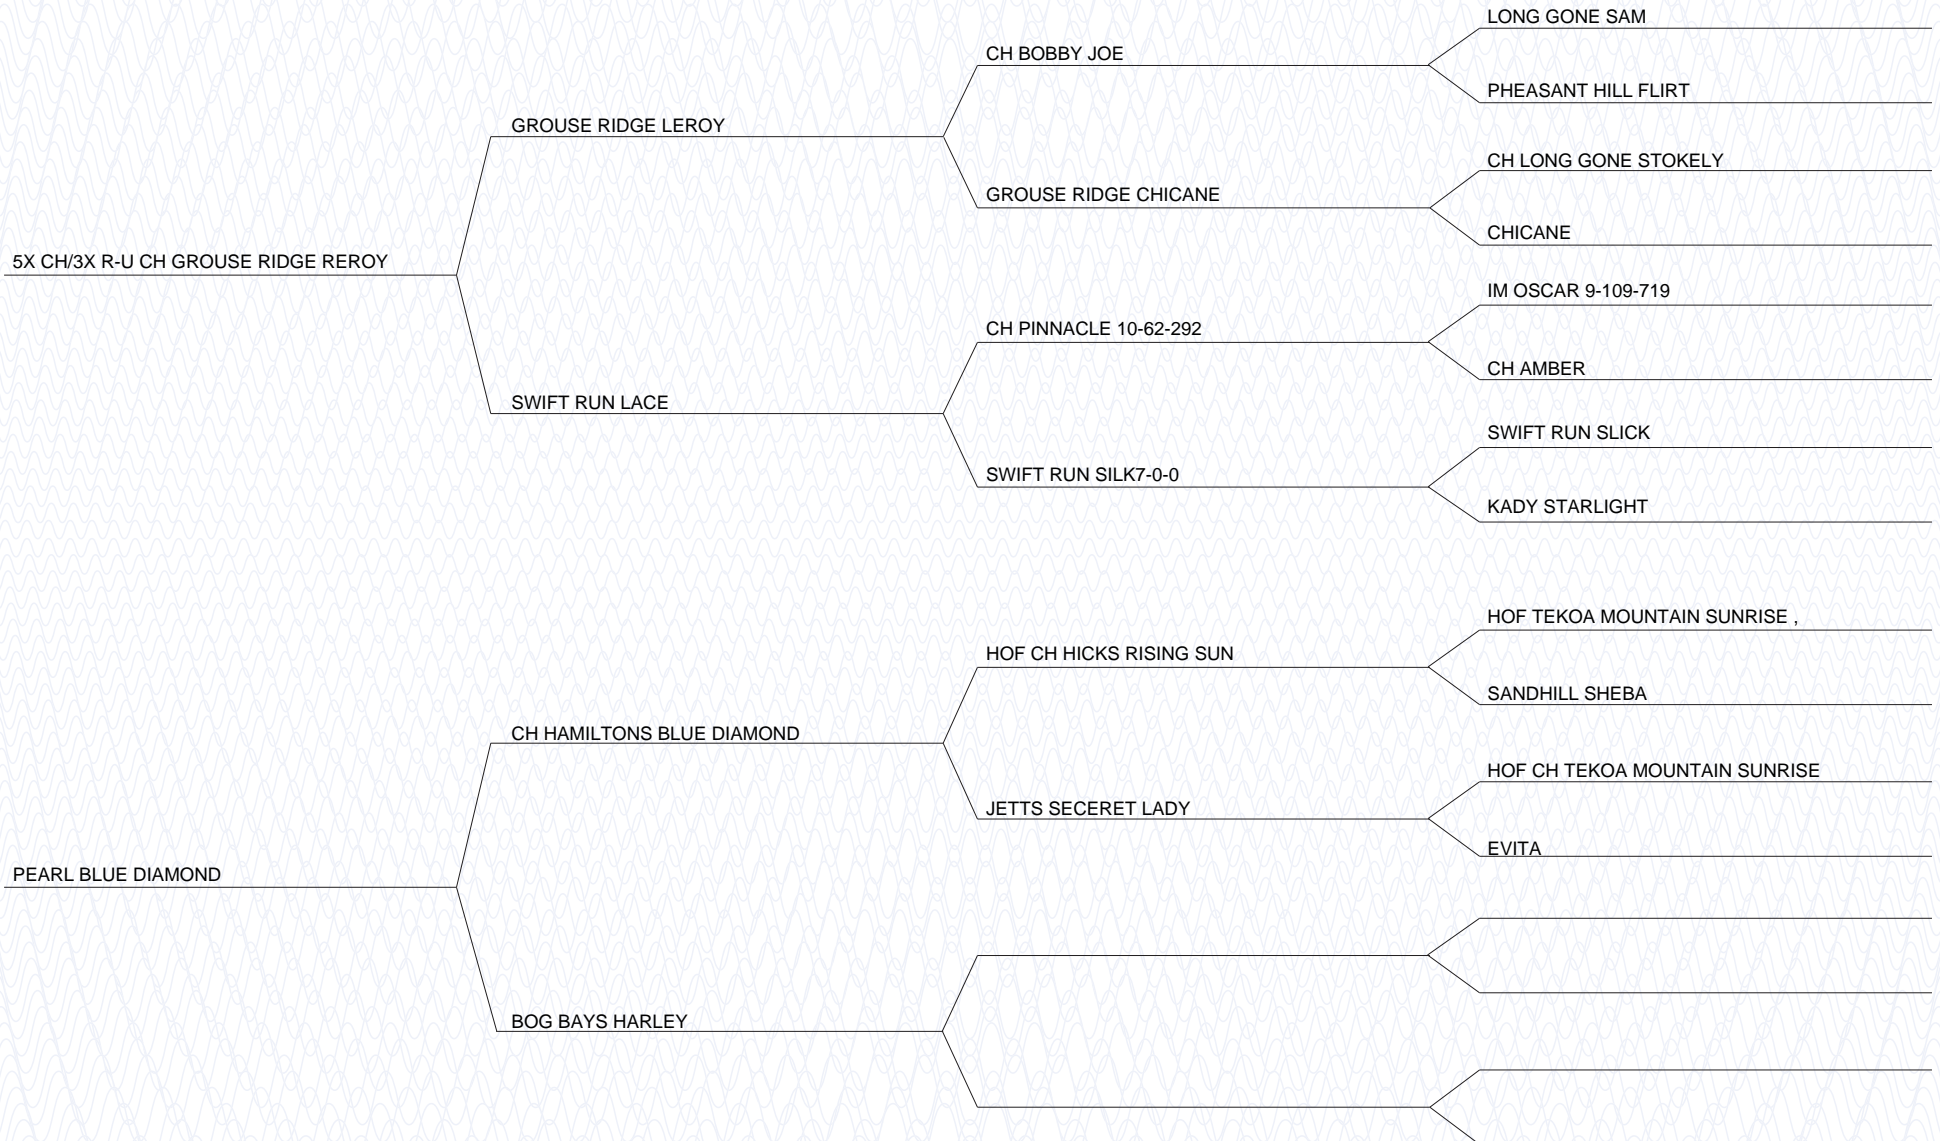 LONG GONE SAM
CH BOBBY JOE
PHEASANT HILL FLIRT
GROUSE RIDGE LEROY
CH LONG GONE STOKELY
GROUSE RIDGE CHICANE
CHICANE
5X CH/3X R-U CH GROUSE RIDGE REROY
IM OSCAR 9-109-719
CH PINNACLE 10-62-292
CH AMBER
SWIFT RUN LACE
SWIFT RUN SLICK
SWIFT RUN SILK7-0-0
KADY STARLIGHT
HOF TEKOA MOUNTAIN SUNRISE ,
HOF CH HICKS RISING SUN
SANDHILL SHEBA
CH HAMILTONS BLUE DIAMOND
HOF CH TEKOA MOUNTAIN SUNRISE
JETTS SECERET LADY
EVITA
PEARL BLUE DIAMOND
BOG BAYS HARLEY